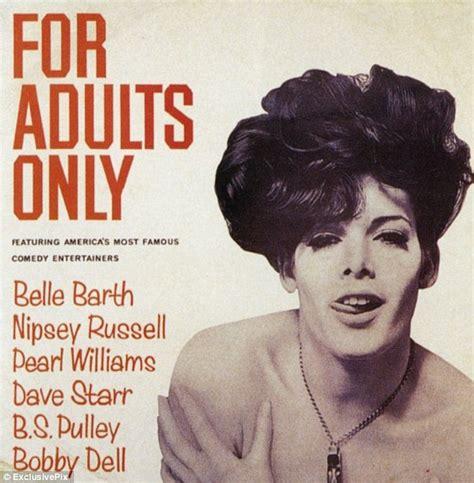 FOR
ADULTS
ONLY
FEATURING AMERICA'S MOST FAMOUS
COMEDY ENTERTAINERS
Belle Barth
Nipsey Russell
Pearl Williams
Dave Starr
B.S. Pulley
Bobby Dell
© ExclusivePix